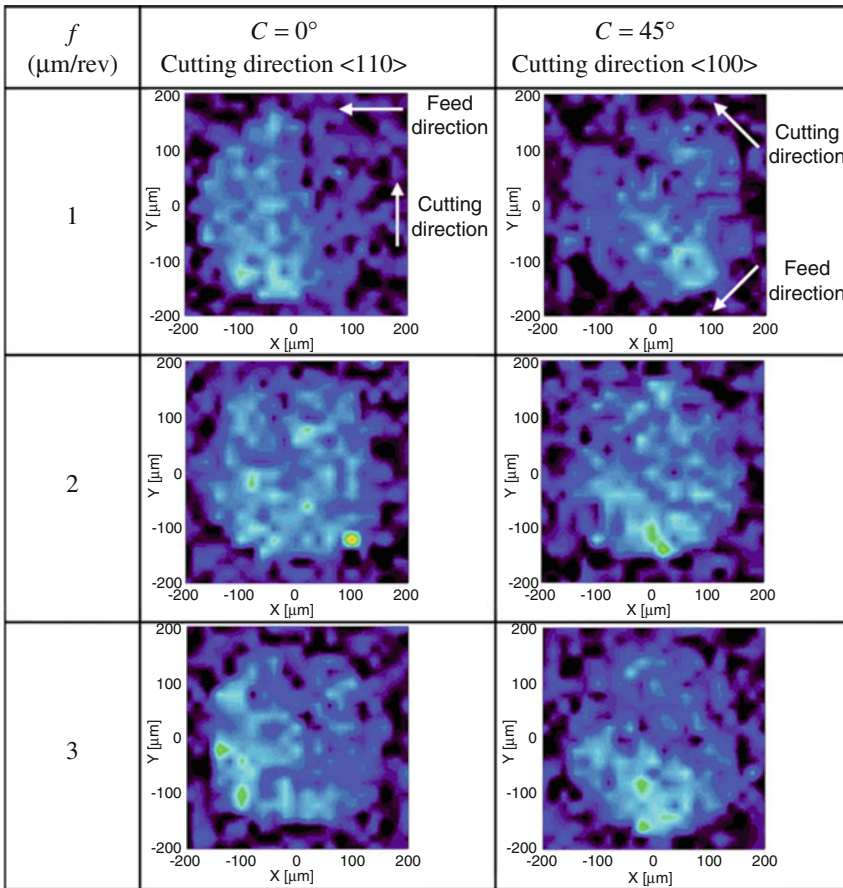 f
(μm/rev)
C = 0°
Cutting direction <110>
C = 45°
Cutting direction <100>
1
200
100
0
-100
-200
Y [μm]
-200 -100 0 100 200
X [μm]
Feed
direction
Cutting
direction
200
100
0
-100
-200
Y [μm]
-200 -100 0 100 200
X [μm]
Cutting
direction
Feed
direction
2
200
100
0
-100
-200
Y [μm]
-200 -100 0 100 200
X [μm]
200
100
0
-100
-200
Y [μm]
-200 -100 0 100 200
X [μm]
3
200
100
0
-100
-200
Y [μm]
-200 -100 0 100 200
X [μm]
200
100
0
-100
-200
Y [μm]
-200 -100 0 100 200
X [μm]